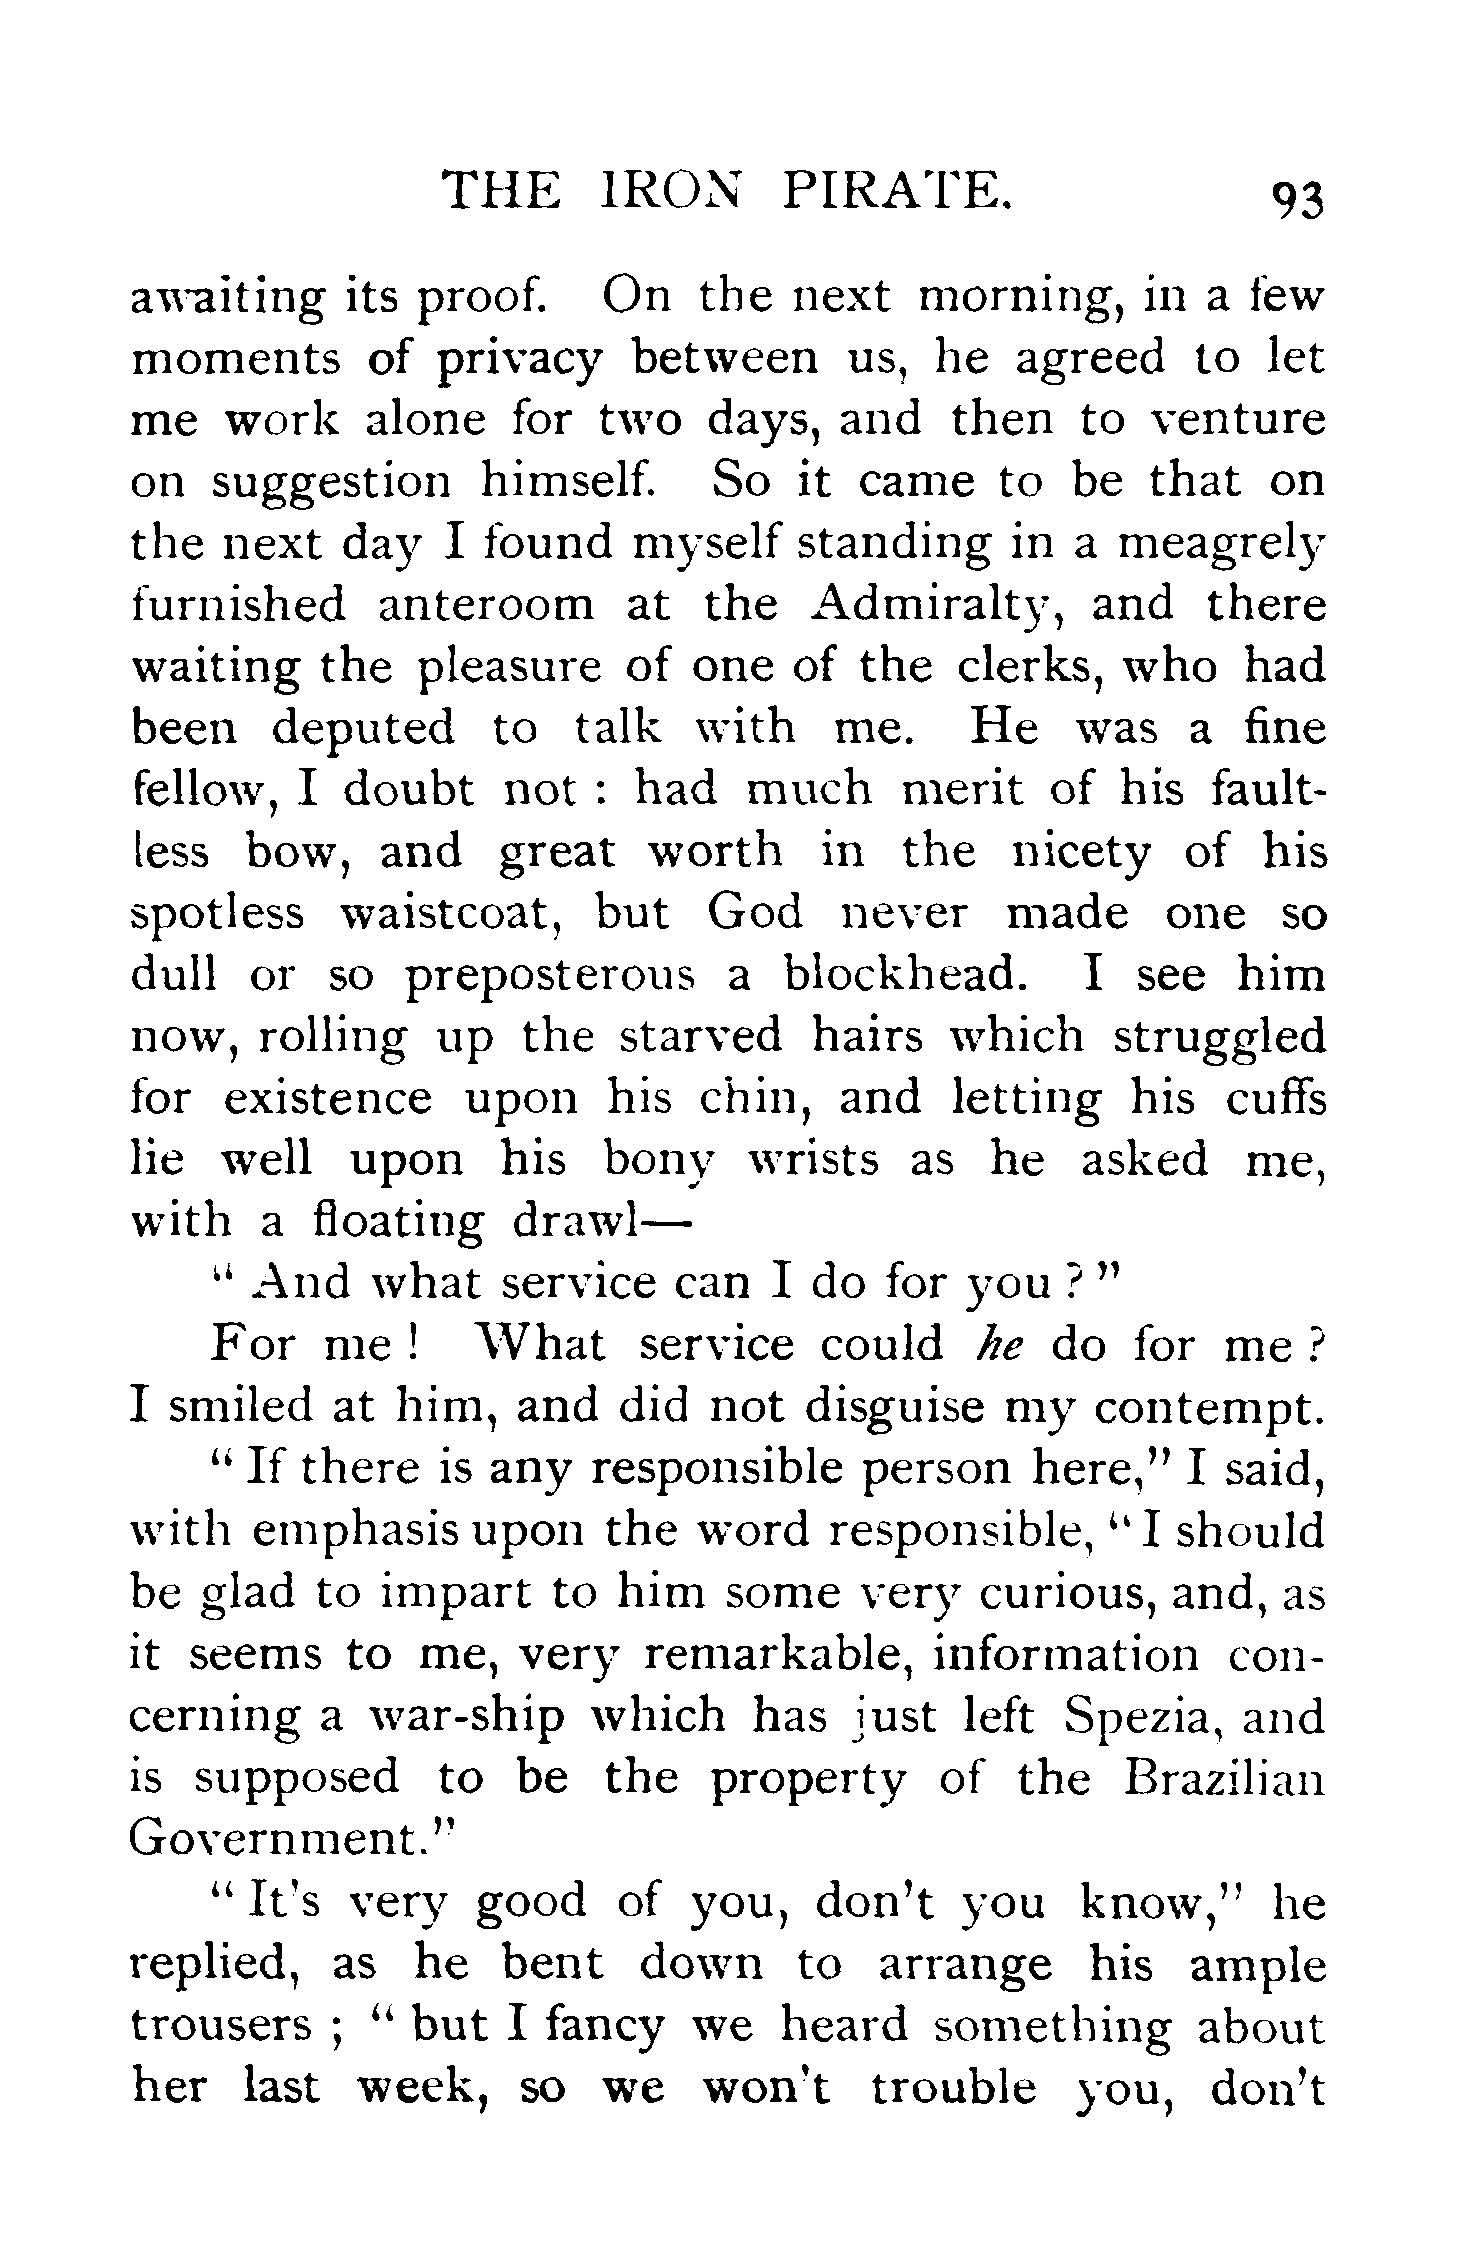 THE IRON PIRATE. 93
awaiting its proof. On the next morning, in a few
moments of privacy between us, he agreed to let
me work alone for two days, and then to venture
on suggestion himself. So it came to be that on
the next day I found myself standing in a meagrely
furnished anteroom at the Admiralty, and there
waiting the pleasure of one of the clerks, who had
been deputed to talk with me. He was a fine
fellow, I doubt not : had much merit of his fault-
less bow, and great worth in the nicety of his
spotless waistcoat, but God never made one so
dull or so preposterous a blockhead. I see him
now, rolling up the starved hairs which struggled
for existence upon his chin, and letting his cuffs
lie well upon his bony wrists as he asked me,
with a floating drawl—
“ And what service can I do for you ? ”
For me ! What service could he do for me ?
I smiled at him, and did not disguise my contempt.
“ If there is any responsible person here,” I said,
with emphasis upon the word responsible, “ I should
be glad to impart to him some very curious, and, as
it seems to me, very remarkable, information con-
cerning a war-ship which has just left Spezia, and
is supposed to be the property of the Brazilian
Government.”
“ It’s very good of you, don’t you know,” he
replied, as he bent down to arrange his ample
trousers ; “ but I fancy we heard something about
her last week, so we won’t trouble you, don’t